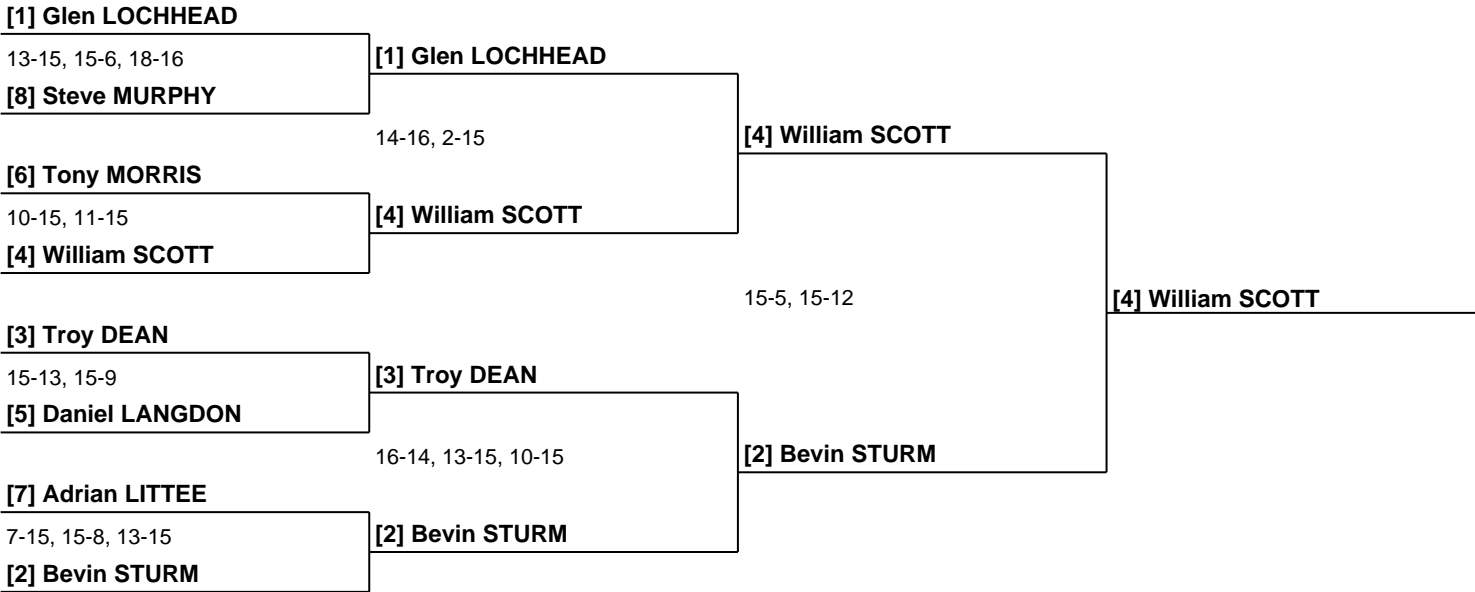 [1] Glen LOCHHEAD
13-15, 15-6, 18-16
[1] Glen LOCHHEAD
[8] Steve MURPHY
14-16, 2-15
[4] William SCOTT
[6] Tony MORRIS
10-15, 11-15
[4] William SCOTT
[4] William SCOTT
15-5, 15-12
[4] William SCOTT
[3] Troy DEAN
15-13, 15-9
[3] Troy DEAN
[5] Daniel LANGDON
16-14, 13-15, 10-15
[2] Bevin STURM
[7] Adrian LITTEE
7-15, 15-8, 13-15
[2] Bevin STURM
[2] Bevin STURM